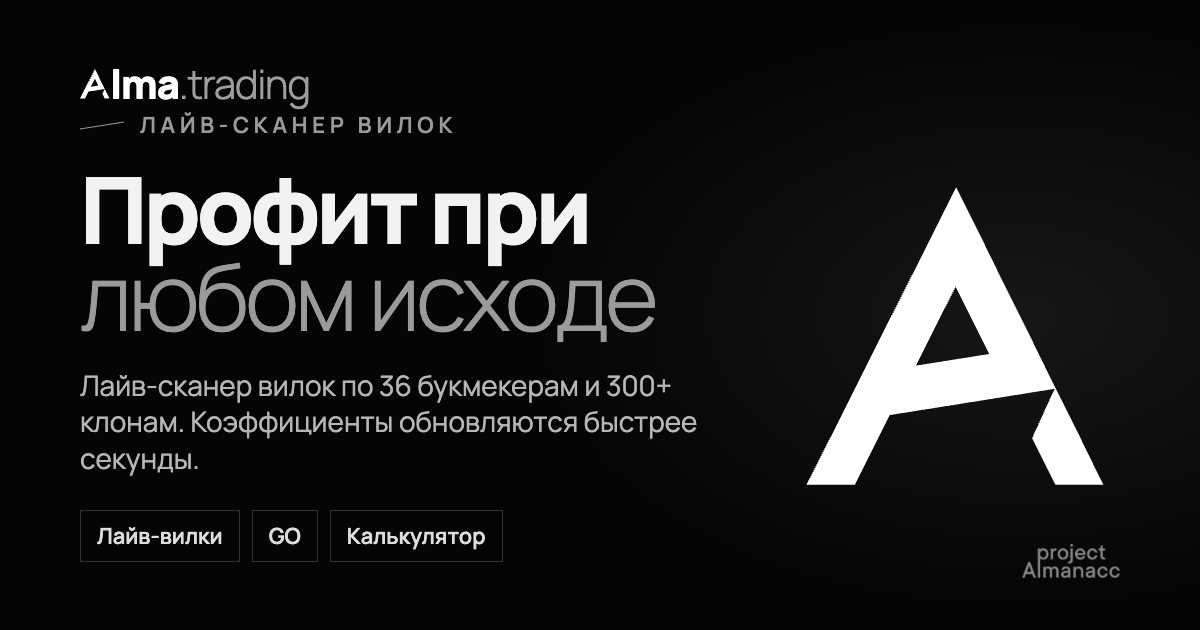 Alma.trading
ЛАЙВ-СКАНЕР ВИЛОК
Профит при
любом исходе
Лайв-сканер вилок по 36 букмекерам и 300+
клонам. Коэффициенты обновляются быстрее
секунды.
Лайв-вилки GO Калькулятор
project
Almanacc